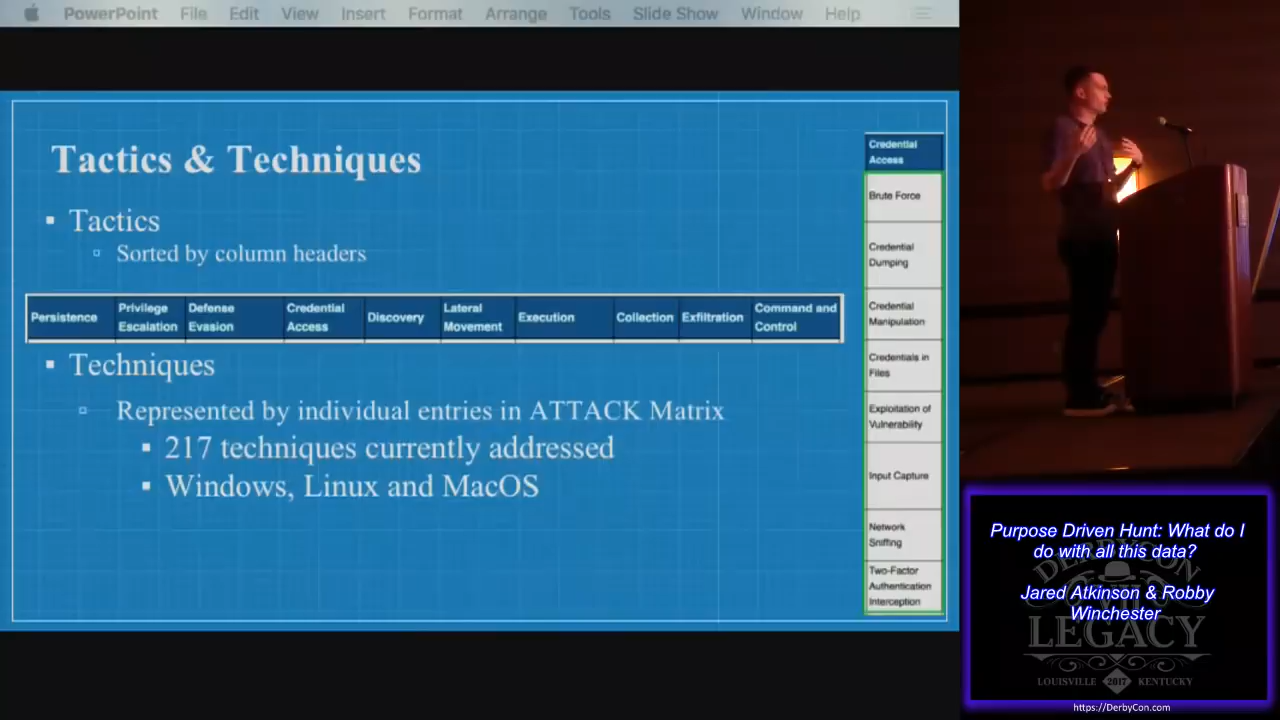 PowerPoint File Edit View Insert Format Arrange Tools Slide Show Window Help
Tactics & Techniques
▪ Tactics
▫ Sorted by column headers
Persistence
Privilege
Escalation
Defense
Evasion
Credential
Access
Discovery
Lateral
Movement
Execution
Collection
Exfiltration
Command and
Control
▪ Techniques
▫ Represented by individual entries in ATTACK Matrix
▪ 217 techniques currently addressed
▪ Windows, Linux and MacOS
Credential
Access
Brute Force
Credential
Dumping
Credential
Manipulation
Credentials in
Files
Exploitation of
Vulnerability
Input Capture
Network
Sniffing
Two-Factor
Authentication
Interception
Purpose Driven Hunt: What do I
do with all this data?
Jared Atkinson & Robby
Winchester
DERBYCON
LEGACY
LOUISVILLE 2017 KENTUCKY
https://DerbyCon.com